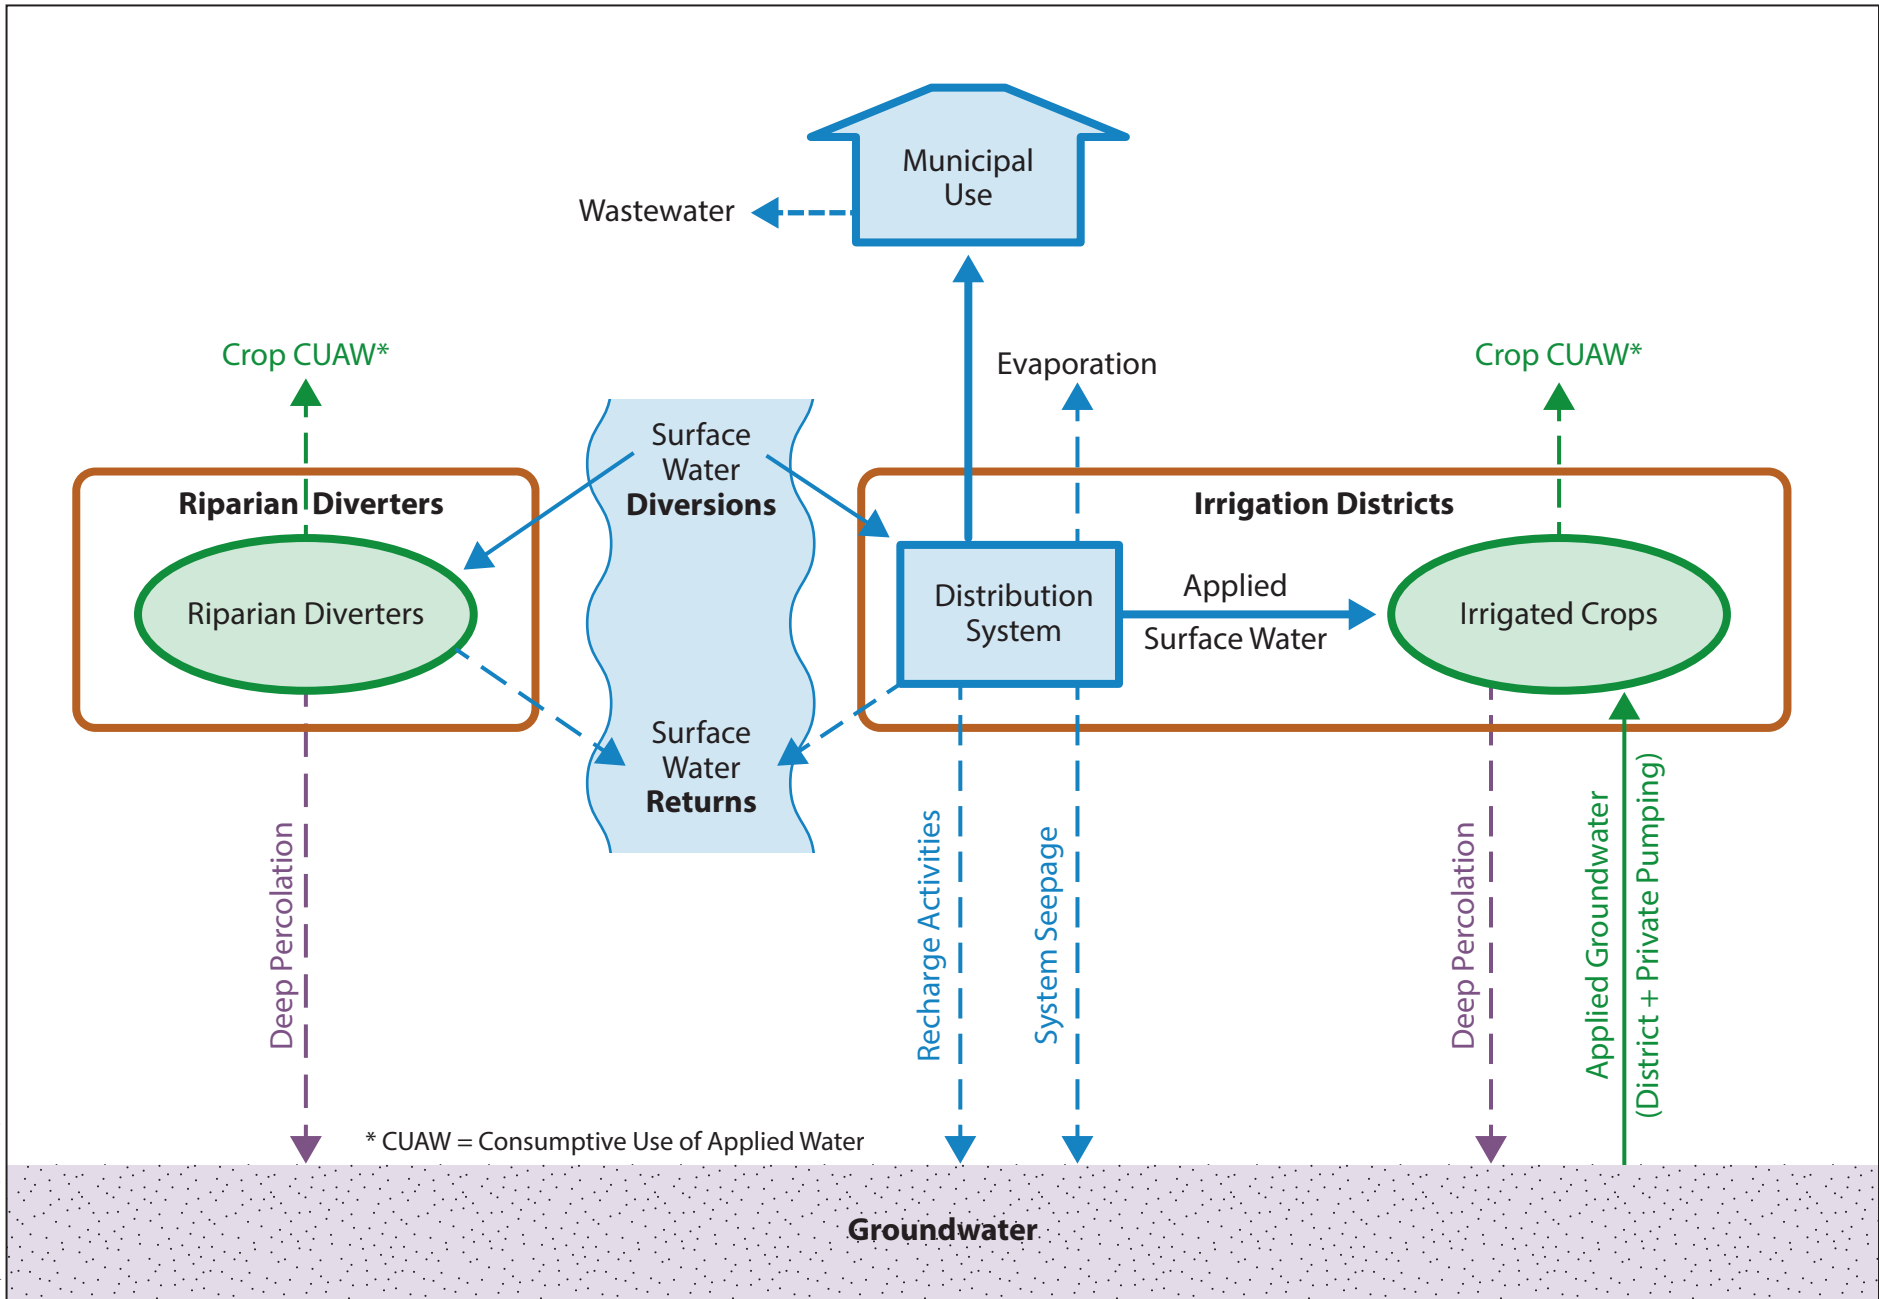 Municipal
Use
Wastewater
Crop CUAW*
Evaporation
Crop CUAW*
Surface
Water
Diversions
Riparian Diverters
Irrigation Districts
Riparian Diverters
Distribution
System
Applied
Surface Water
Irrigated Crops
Surface
Water
Returns
Deep Percolation
Recharge Activities
System Seepage
Deep Percolation
Applied Groundwater
(District + Private Pumping)
* CUAW = Consumptive Use of Applied Water
Groundwater